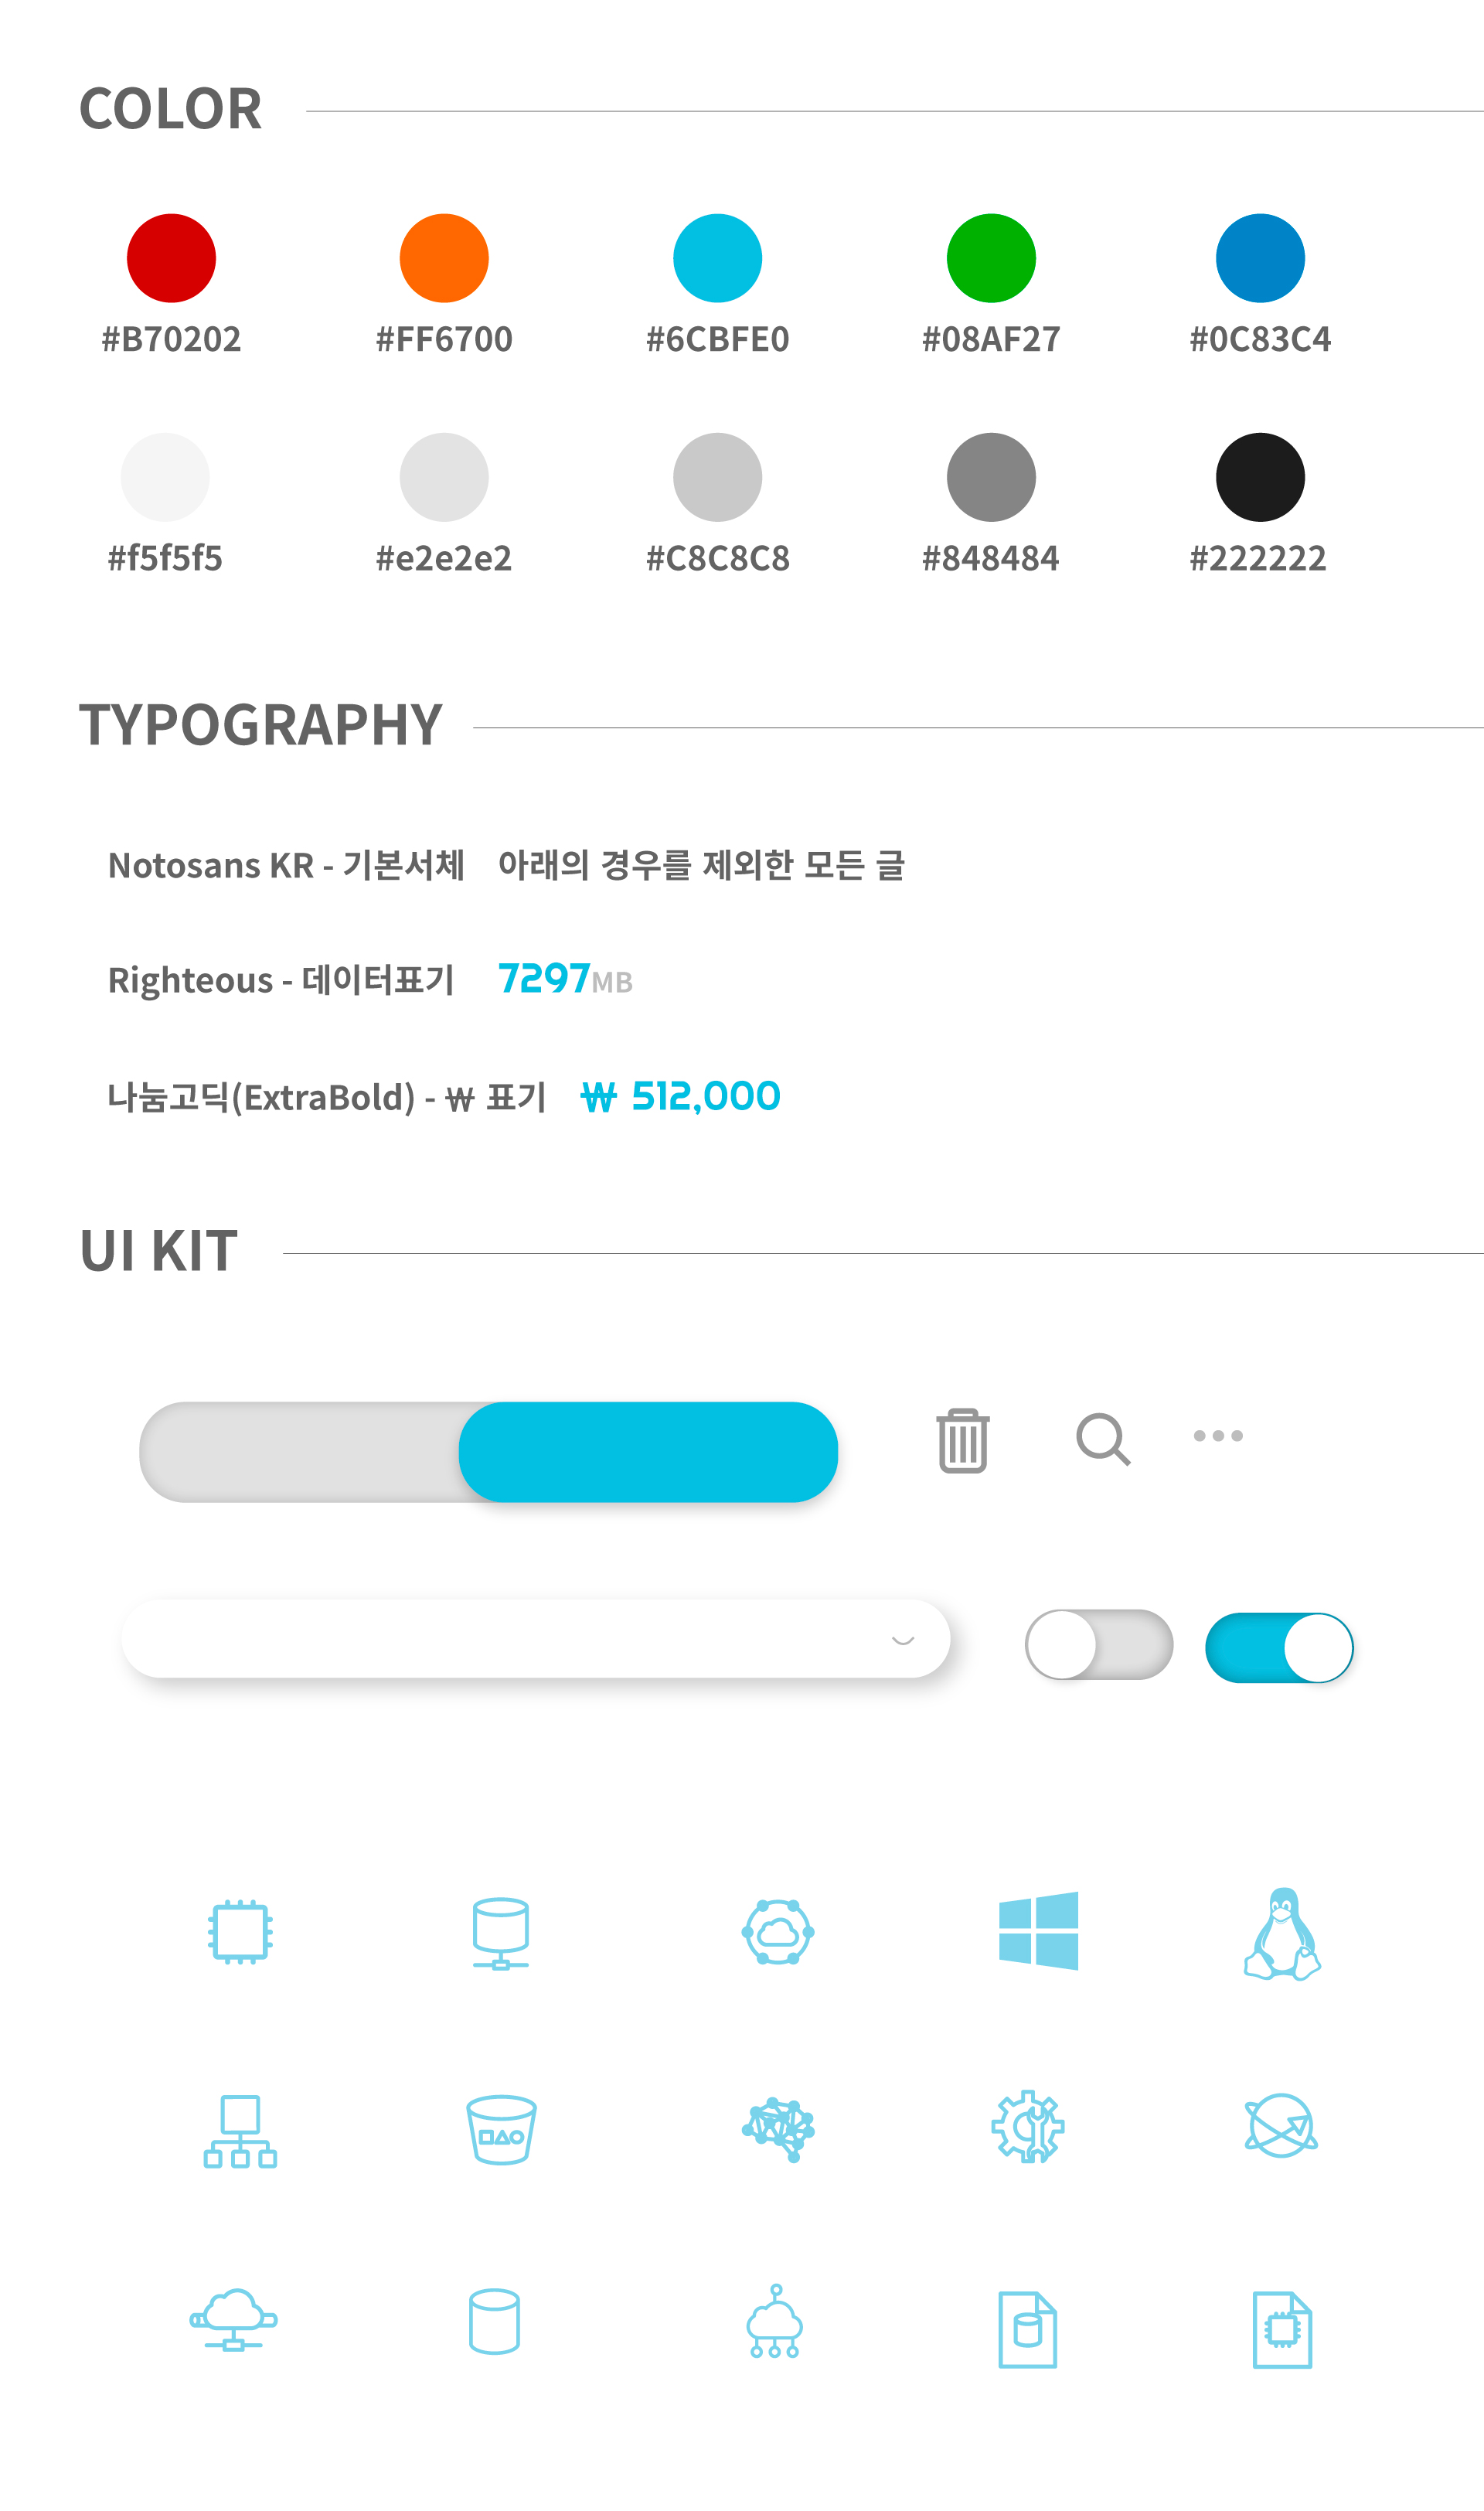 COLOR
#B70202 #FF6700 #6CBFE0 #08AF27 #0C83C4
#f5f5f5 #e2e2e2 #C8C8C8 #848484 #222222
TYPOGRAPHY
Notosans KR - 기본서체 아래의 경우를 제외한 모든 글
Righteous - 데이터표기 7297MB
나눔고딕(ExtraBold) - ₩ 표기 ₩ 512,000
UI KIT